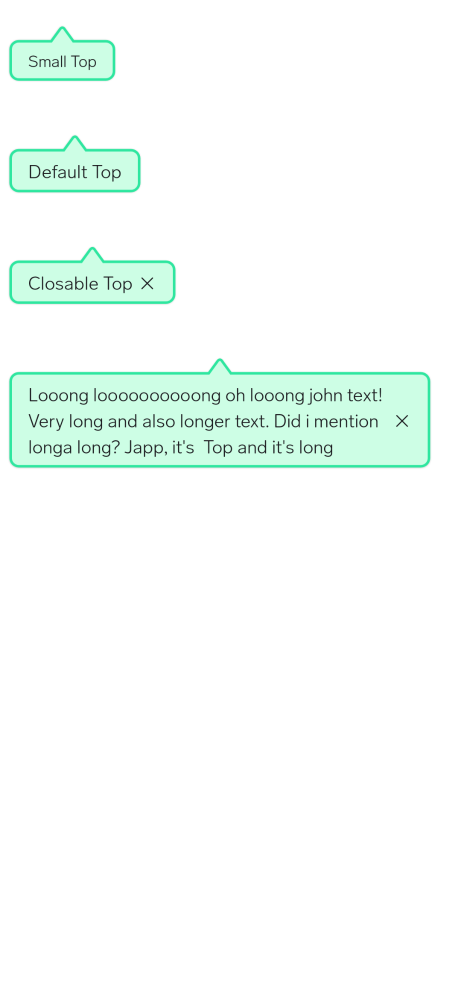 Small Top
Default Top
Closable Top
Looong looooooooooong oh looong john text!
Very long and also longer text. Did i mention
longa long? Japp, it's  Top and it's long